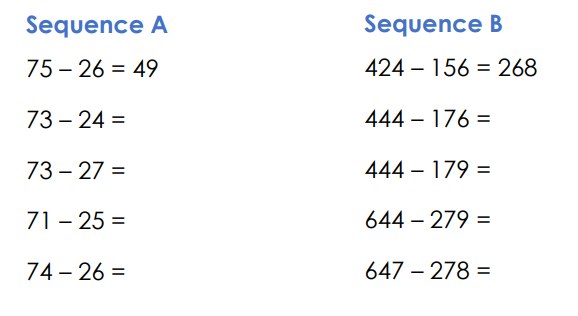 Sequence A
75 – 26 = 49
73 – 24 =
73 – 27 =
71 – 25 =
74 – 26 =
Sequence B
424 – 156 = 268
444 – 176 =
444 – 179 =
644 – 279 =
647 – 278 =